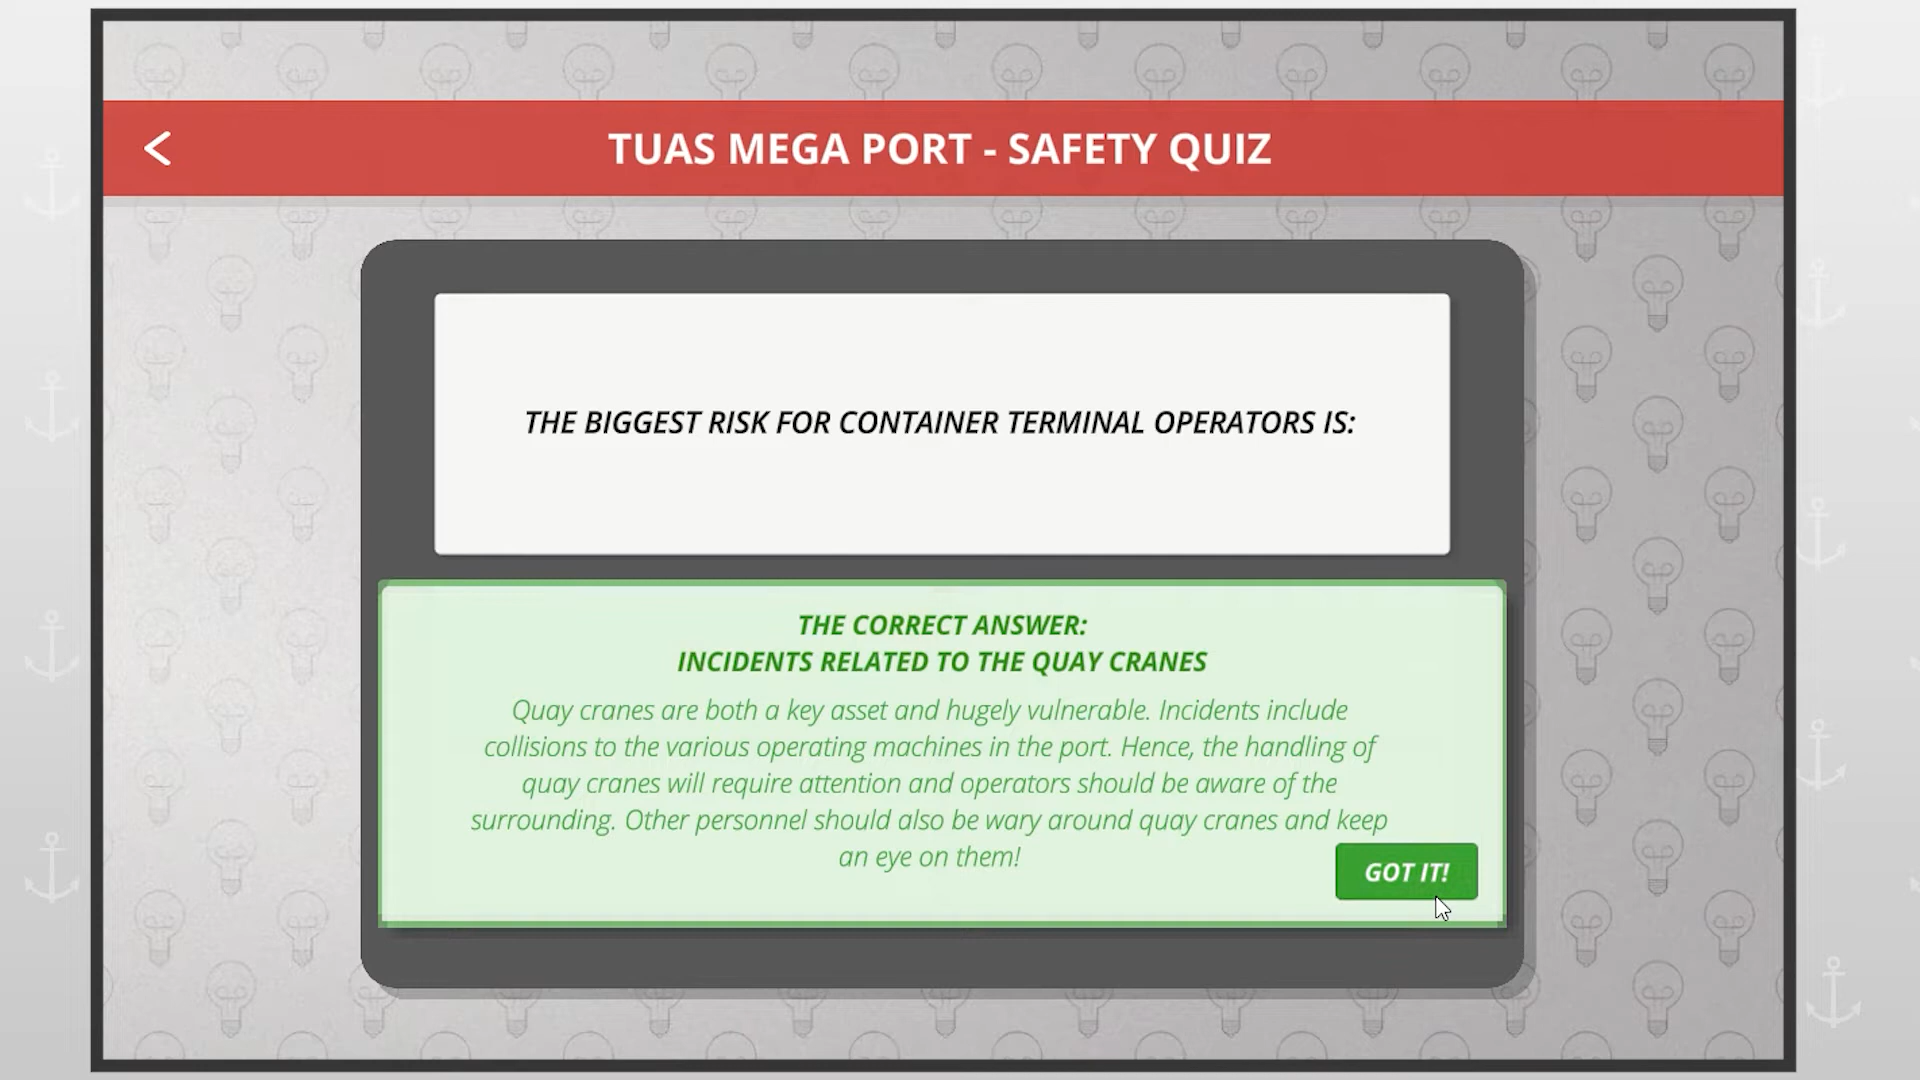 TUAS MEGA PORT - SAFETY QUIZ
THE BIGGEST RISK FOR CONTAINER TERMINAL OPERATORS IS:
THE CORRECT ANSWER:
INCIDENTS RELATED TO THE QUAY CRANES
Quay cranes are both a key asset and hugely vulnerable. Incidents include
collisions to the various operating machines in the port. Hence, the handling of
quay cranes will require attention and operators should be aware of the
surrounding. Other personnel should also be wary around quay cranes and keep
an eye on them!
GOT IT!